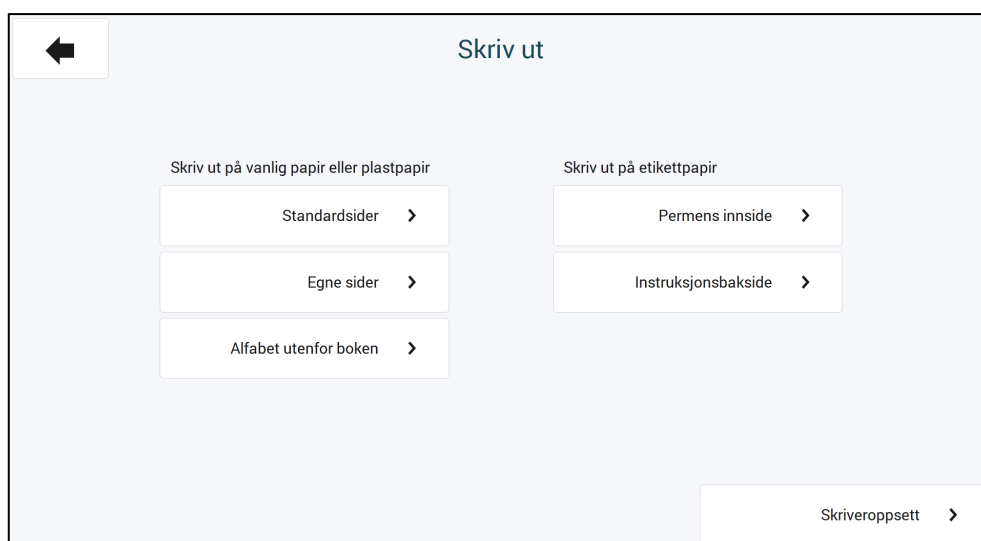 Skriv ut
Skriv ut på vanlig papir eller plastpapir
Standardsider
Egne sider
Alfabet utenfor boken
Skriv ut på etikettpapir
Permens innside
Instruksjonsbakside
Skriveroppsett